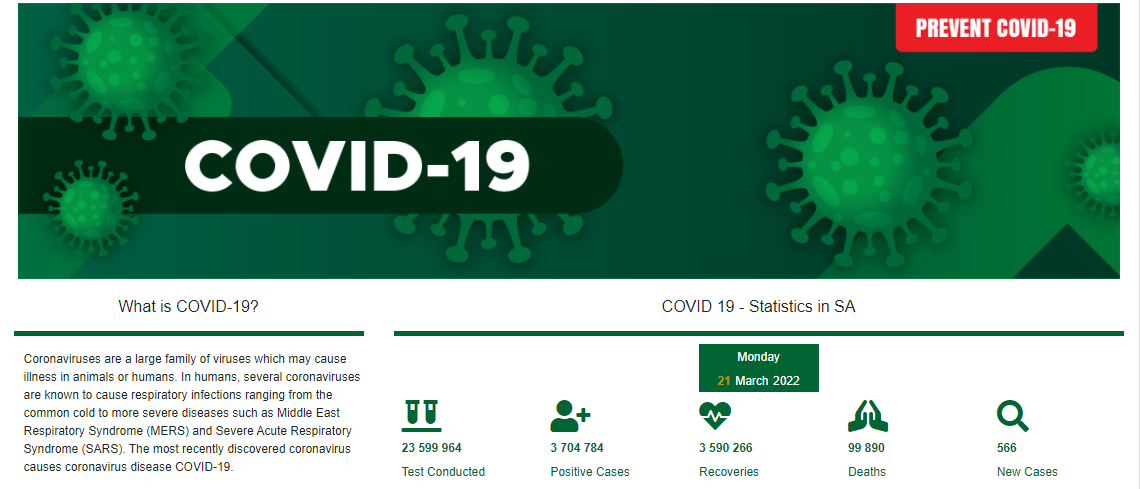 PREVENT COVID-19
COVID-19
What is COVID-19?
Coronaviruses are a large family of viruses which may cause
illness in animals or humans. In humans, several coronaviruses
are known to cause respiratory infections ranging from the
common cold to more severe diseases such as Middle East
Respiratory Syndrome (MERS) and Severe Acute Respiratory
Syndrome (SARS). The most recently discovered coronavirus
causes coronavirus disease COVID-19.
COVID 19 - Statistics in SA
Monday
21 March 2022
23 599 964
Test Conducted
3 704 784
Positive Cases
3 590 266
Recoveries
99 890
Deaths
566
New Cases